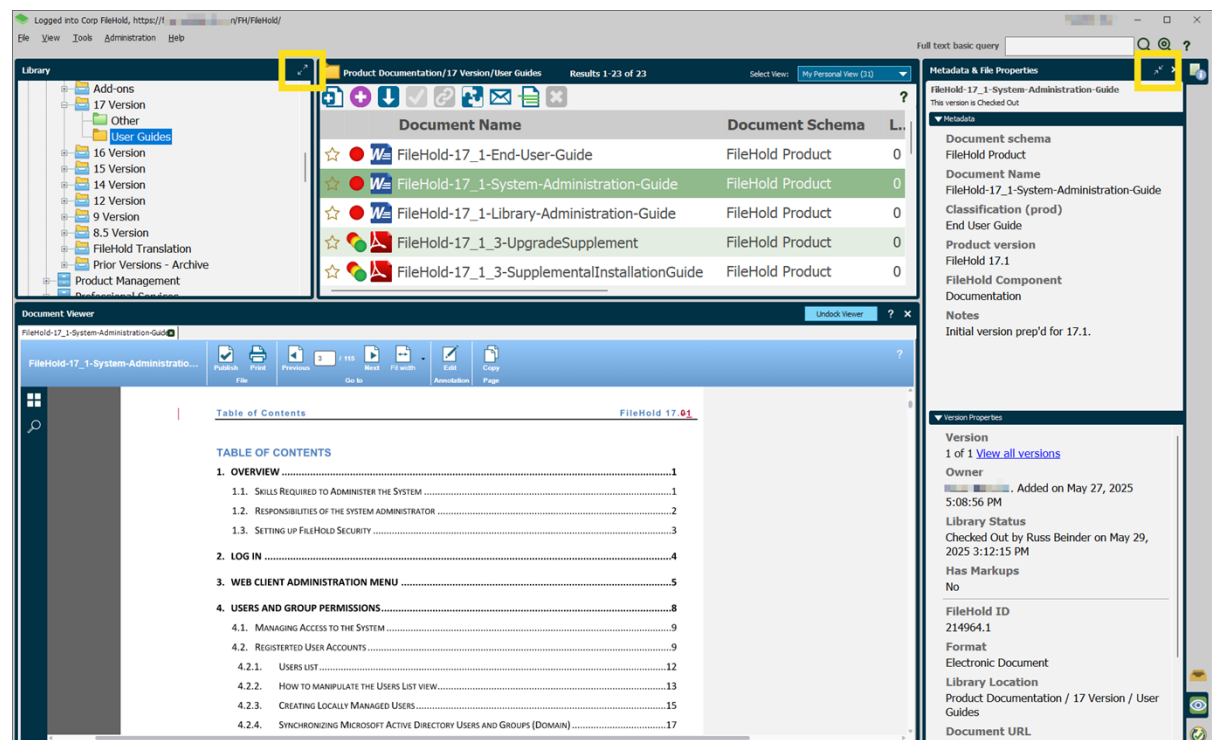 Logged into Corp FileHold, https://f n/FH/FileHold/
File View Tools Administration Help
Full text basic query
?
Library
Add-ons
17 Version
Other
User Guides
16 Version
15 Version
14 Version
12 Version
9 Version
8.5 Version
FileHold Translation
Prior Versions - Archive
Product Management
Professional Services
Product Documentation/17 Version/User Guides Results 1-23 of 23 Select View: My Personal View (31)
?
Document Name Document Schema L..
FileHold-17_1-End-User-Guide FileHold Product 0
FileHold-17_1-System-Administration-Guide FileHold Product 0
FileHold-17_1-Library-Administration-Guide FileHold Product 0
FileHold-17_1_3-UpgradeSupplement FileHold Product 0
FileHold-17_1_3-SupplementalInstallationGuide FileHold Product 0
Document Viewer Undock Viewer ? ×
FileHold-17_1-System-Administration-Guide
FileHold-17_1-System-Administratio... Publish Print Previous 3 / 115 Next Fit width Edit Copy ?
File Go to Annotation Page
Table of Contents FileHold 17.01
TABLE OF CONTENTS
1. OVERVIEW ... 1
1.1. SKILLS REQUIRED TO ADMINISTER THE SYSTEM ... 1
1.2. RESPONSIBILITIES OF THE SYSTEM ADMINISTRATOR ... 2
1.3. SETTING UP FILEHOLD SECURITY ... 3
2. LOG IN ... 4
3. WEB CLIENT ADMINISTRATION MENU ... 5
4. USERS AND GROUP PERMISSIONS ... 8
4.1. MANAGING ACCESS TO THE SYSTEM ... 9
4.2. REGISTERTED USER ACCOUNTS ... 9
4.2.1. USERS LIST ... 12
4.2.2. HOW TO MANIPULATE THE USERS LIST VIEW ... 13
4.2.3. CREATING LOCALLY MANAGED USERS ... 15
4.2.4. SYNCHRONIZING MICROSOFT ACTIVE DIRECTORY USERS AND GROUPS (DOMAIN) ... 17
Metadata & File Properties
FileHold-17_1-System-Administration-Guide
This version is Checked Out
Metadata
Document schema
FileHold Product
Document Name
FileHold-17_1-System-Administration-Guide
Classification (prod)
End User Guide
Product version
FileHold 17.1
FileHold Component
Documentation
Notes
Initial version prep'd for 17.1.
Version Properties
Version
1 of 1 View all versions
Owner
. Added on May 27, 2025
5:08:56 PM
Library Status
Checked Out by Russ Beinder on May 29,
2025 3:12:15 PM
Has Markups
No
FileHold ID
214964.1
Format
Electronic Document
Library Location
Product Documentation / 17 Version / User
Guides
Document URL